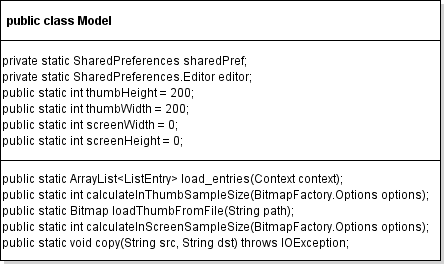 public class Model
private static SharedPreferences sharedPref;
private static SharedPreferences.Editor editor;
public static int thumbHeight = 200;
public static int thumbWidth = 200;
public static int screenWidth = 0;
public static int screenHeight = 0;
public static ArrayList<ListEntry> load_entries(Context context);
public static int calculateInThumbSampleSize(BitmapFactory.Options options);
public static Bitmap loadThumbFromFile(String path);
public static int calculateInScreenSampleSize(BitmapFactory.Options options);
public static void copy(String src, String dst) throws IOException;